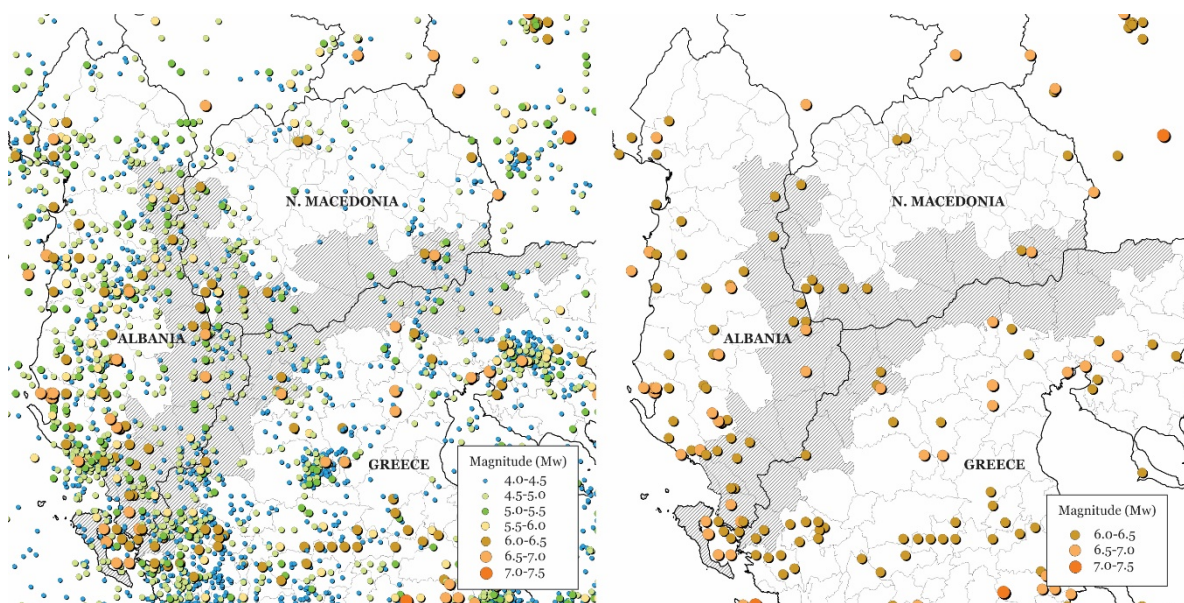 N. MACEDONIA
ALBANIA
GREECE
Magnitude (Mw)
4.0-4.5
4.5-5.0
5.0-5.5
5.5-6.0
6.0-6.5
6.5-7.0
7.0-7.5
N. MACEDONIA
ALBANIA
GREECE
Magnitude (Mw)
6.0-6.5
6.5-7.0
7.0-7.5